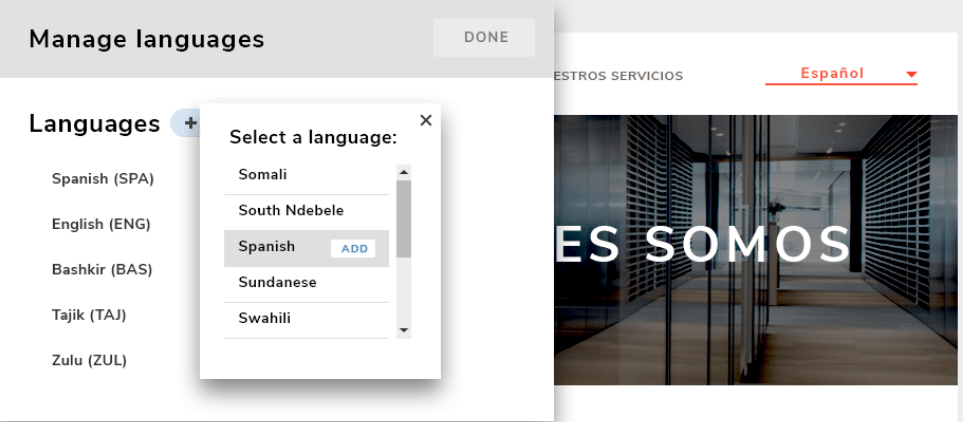 Manage languages
DONE
Languages +
Spanish (SPA)
English (ENG)
Bashkir (BAS)
Tajik (TAJ)
Zulu (ZUL)
Select a language:
Somali
South Ndebele
Spanish ADD
Sundanese
Swahili
ESTROS SERVICIOS
Español
ES SOMOS